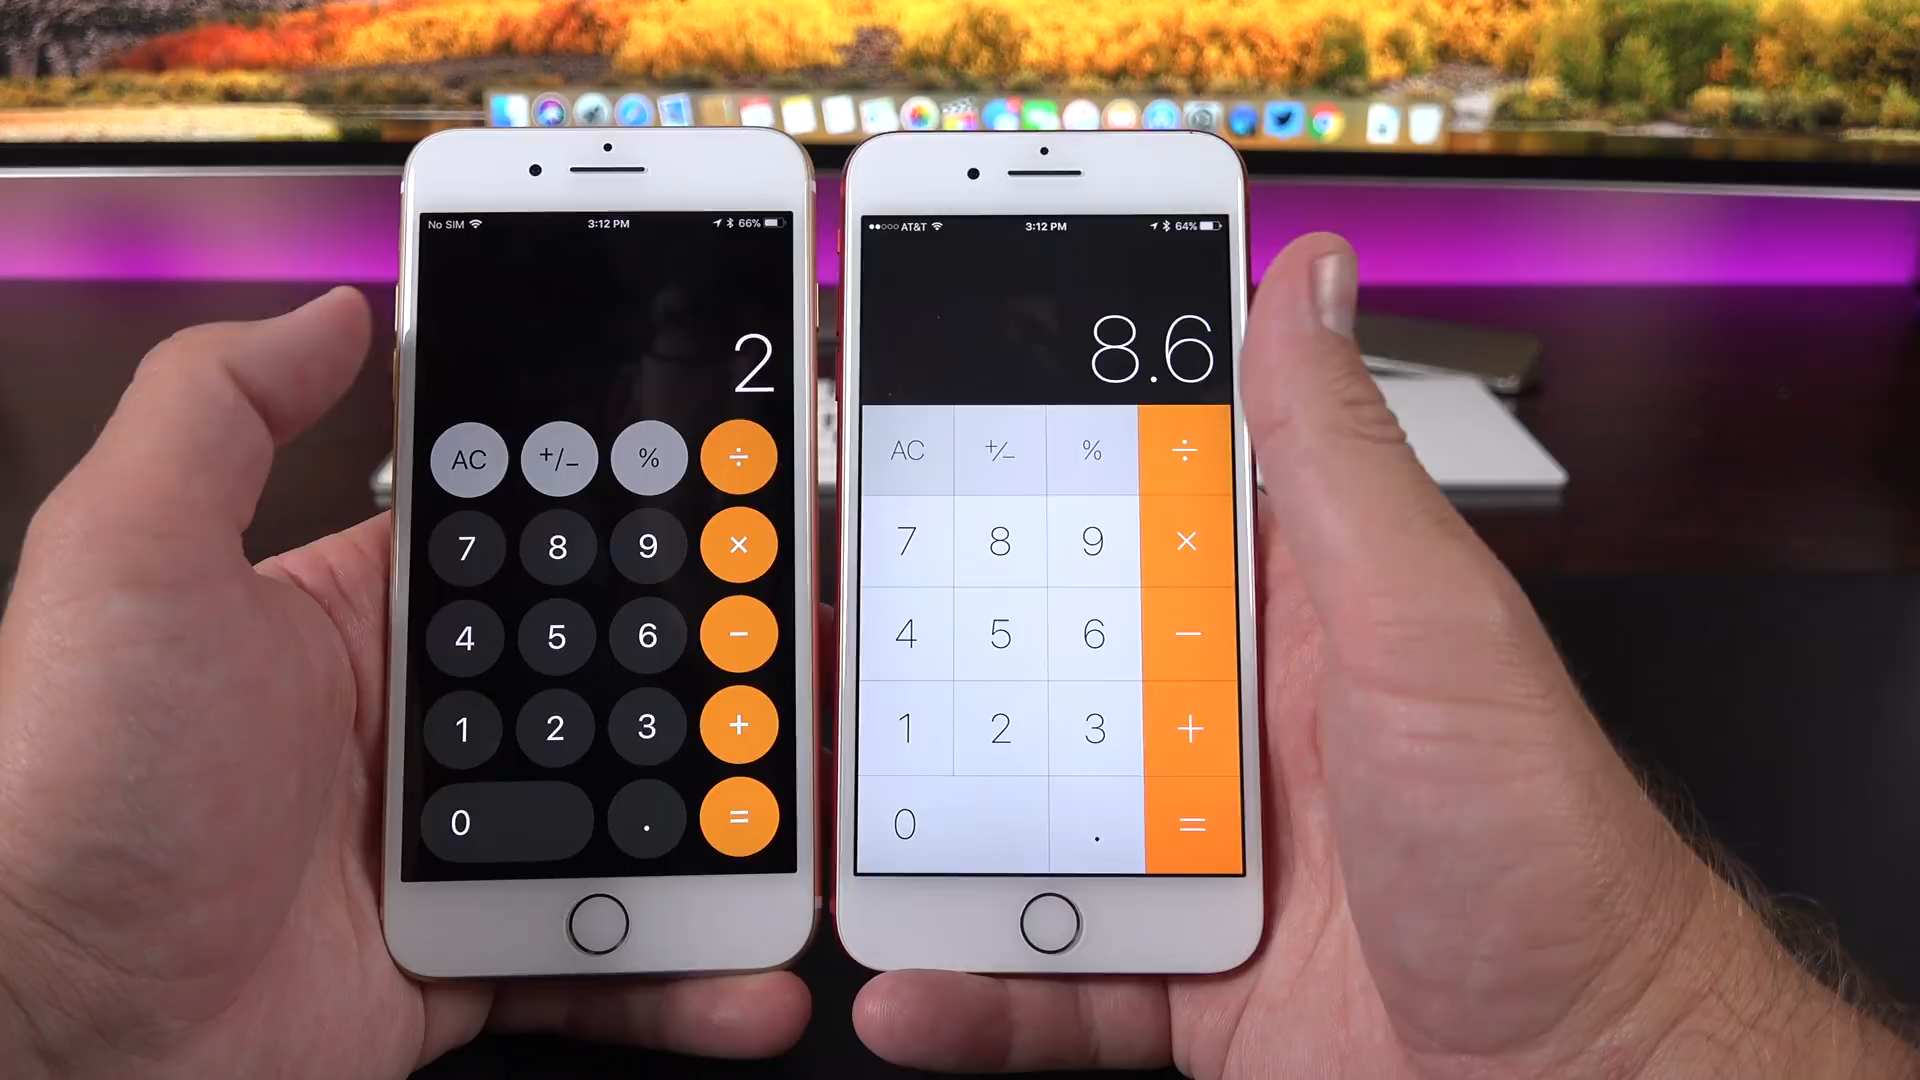 No SIM 3:12 PM 66%
2
AC +/− % ÷
7 8 9 ×
4 5 6 −
1 2 3 +
0 . =
AT&T 3:12 PM 64%
8.6
AC +/− % ÷
7 8 9 ×
4 5 6 −
1 2 3 +
0 . =